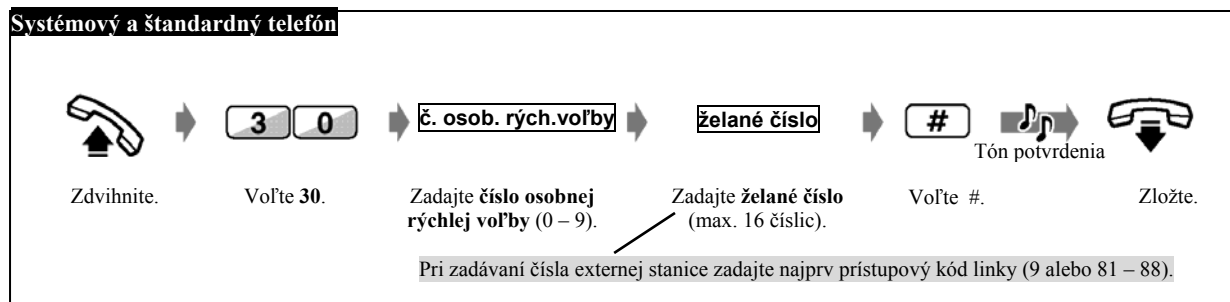 Systémový a štandardný telefón
3 0
č. osob. rých.voľby
želané číslo
#
Tón potvrdenia
Zdvihnite.
Voľte 30.
Zadajte číslo osobnej
rýchlej voľby (0 – 9).
Zadajte želané číslo
(max. 16 číslic).
Voľte #.
Zložte.
Pri zadávaní čísla externej stanice zadajte najprv prístupový kód linky (9 alebo 81 – 88).